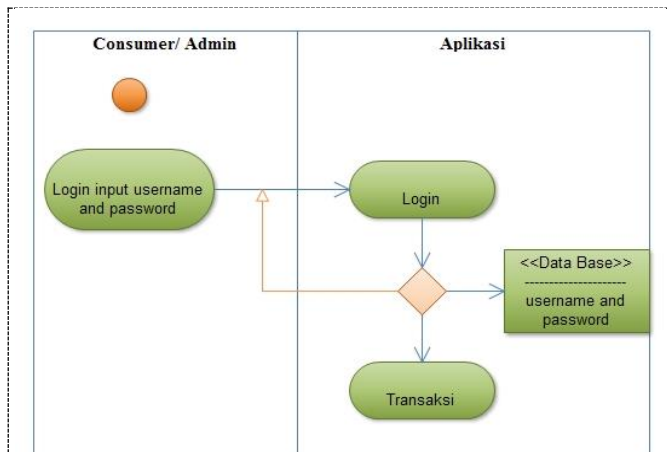 Consumer/ Admin
Aplikasi
Login input username
and password
Login
<<Data Base>>
--------------------
username and
password
Transaksi